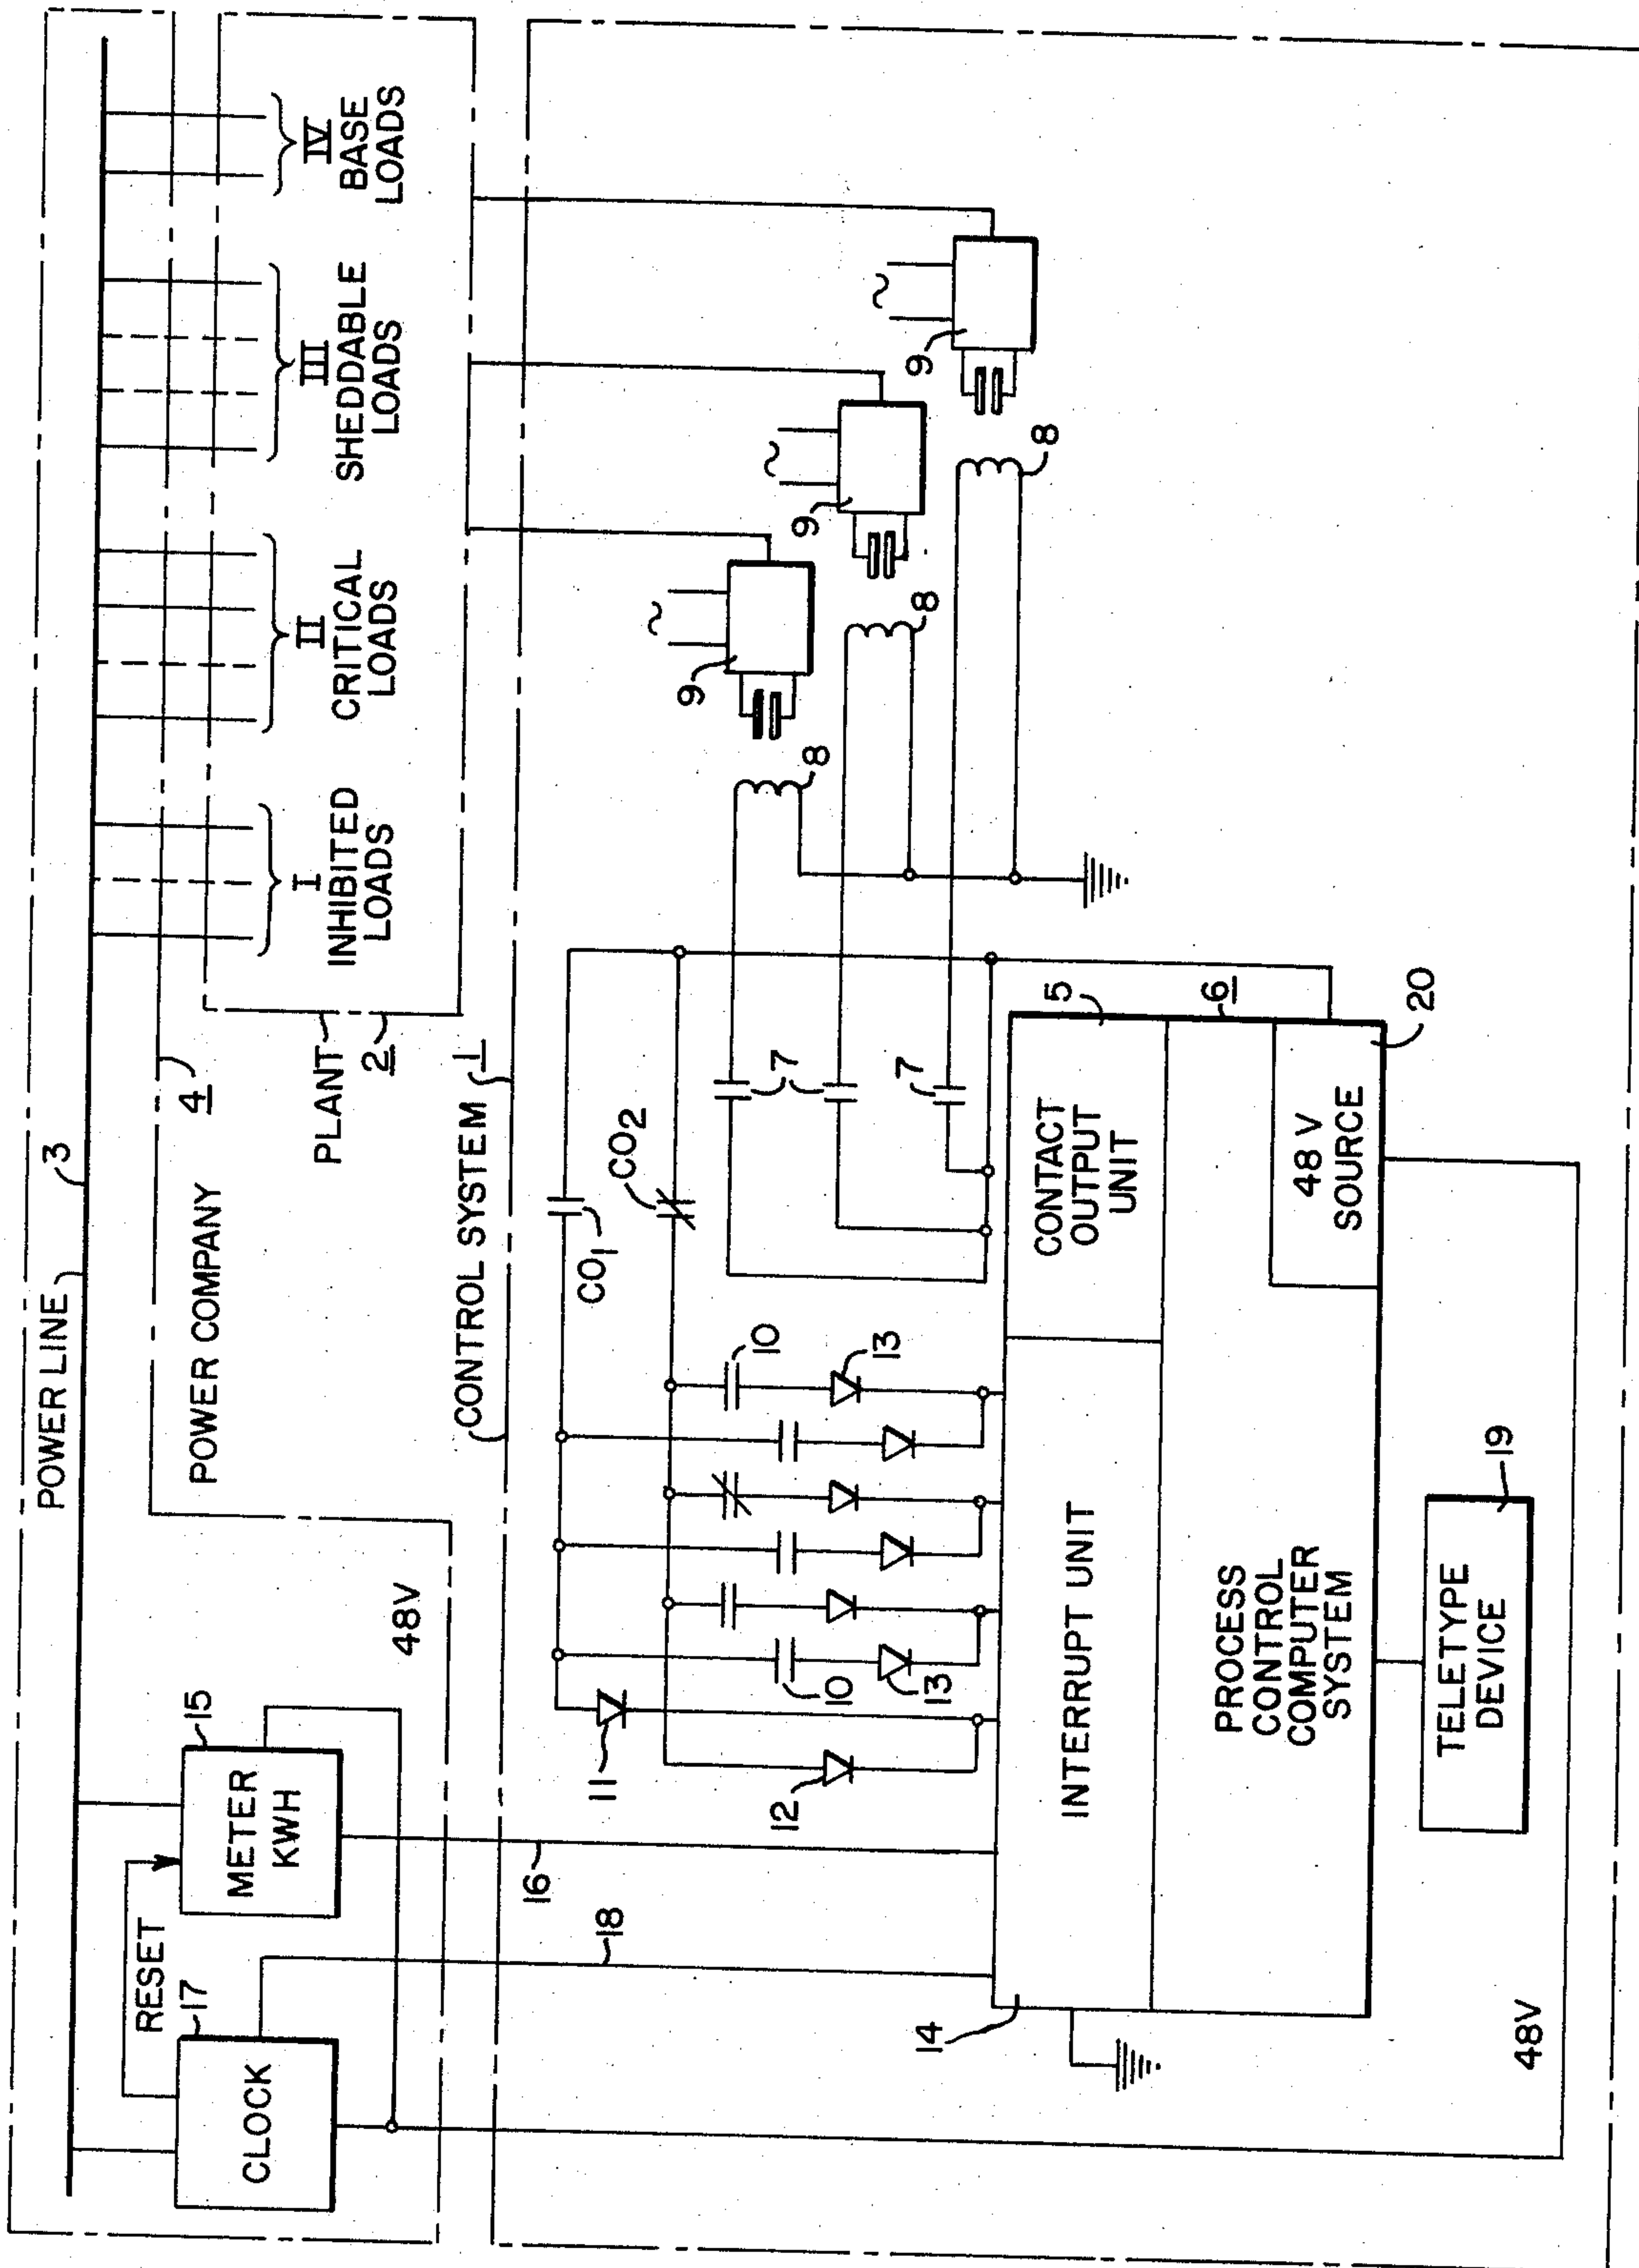 POWER LINE
3
POWER COMPANY
4
PLANT
2
I
INHIBITED
LOADS
II
CRITICAL
LOADS
III
SHEDDABLE
LOADS
IV
BASE
LOADS
RESET
17
CLOCK
15
METER
KWH
48V
CONTROL SYSTEM
1
16
18
11
12
10
13
10
13
CO1
CO2
7
7
7
8
8
8
9
9
9
~
~
~
14
INTERRUPT UNIT
CONTACT
OUTPUT
UNIT
5
6
PROCESS
CONTROL
COMPUTER
SYSTEM
48 V
SOURCE
20
TELETYPE
DEVICE
19
48V